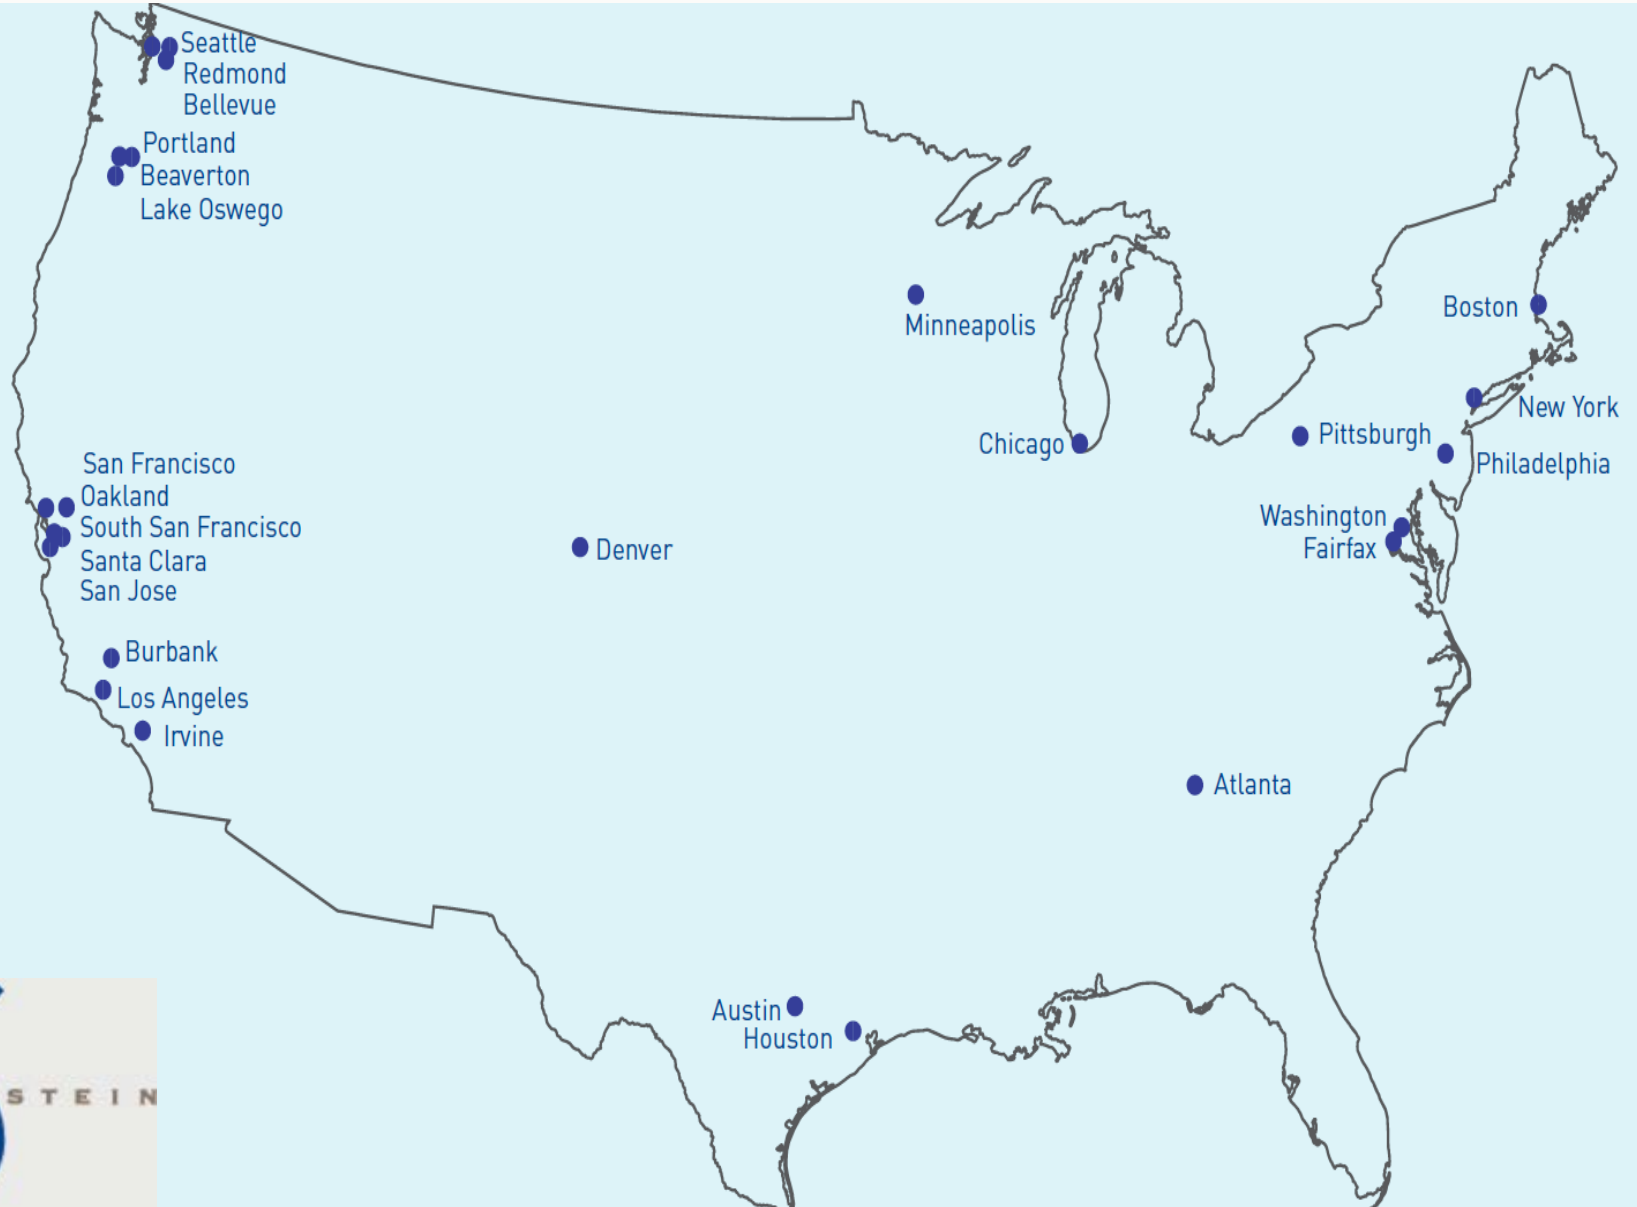 Seattle
Redmond
Bellevue
Portland
Beaverton
Lake Oswego
Minneapolis
Boston
New York
Chicago
Pittsburgh
Philadelphia
San Francisco
Oakland
South San Francisco
Santa Clara
San Jose
Washington
Fairfax
Denver
Burbank
Los Angeles
Irvine
Atlanta
Austin
Houston
STEIN